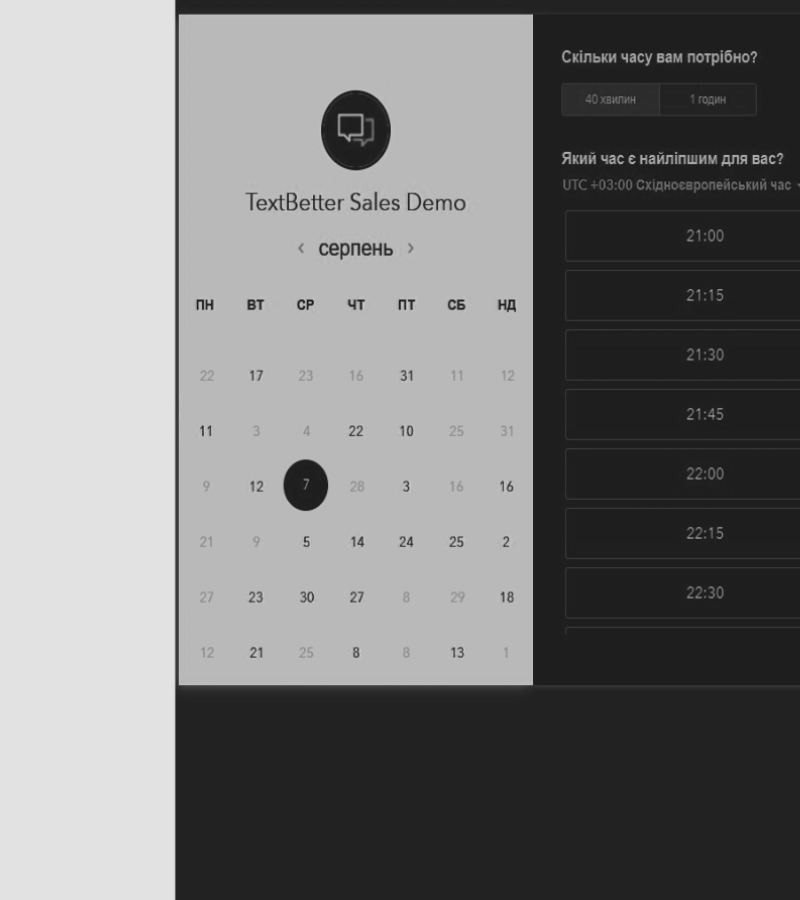 TextBetter Sales Demo
‹ серпень ›
ПН ВТ СР ЧТ ПТ СБ НД
22 17 23 16 31 11 12
11 3 4 22 10 25 31
9 12 7 28 3 16 16
21 9 5 14 24 25 2
27 23 30 27 8 29 18
12 21 25 8 8 13 1
Скільки часу вам потрібно?
40 хвилин 1 годин
Який час є найліпшим для вас?
UTC +03:00 Східноєвропейський час
21:00
21:15
21:30
21:45
22:00
22:15
22:30